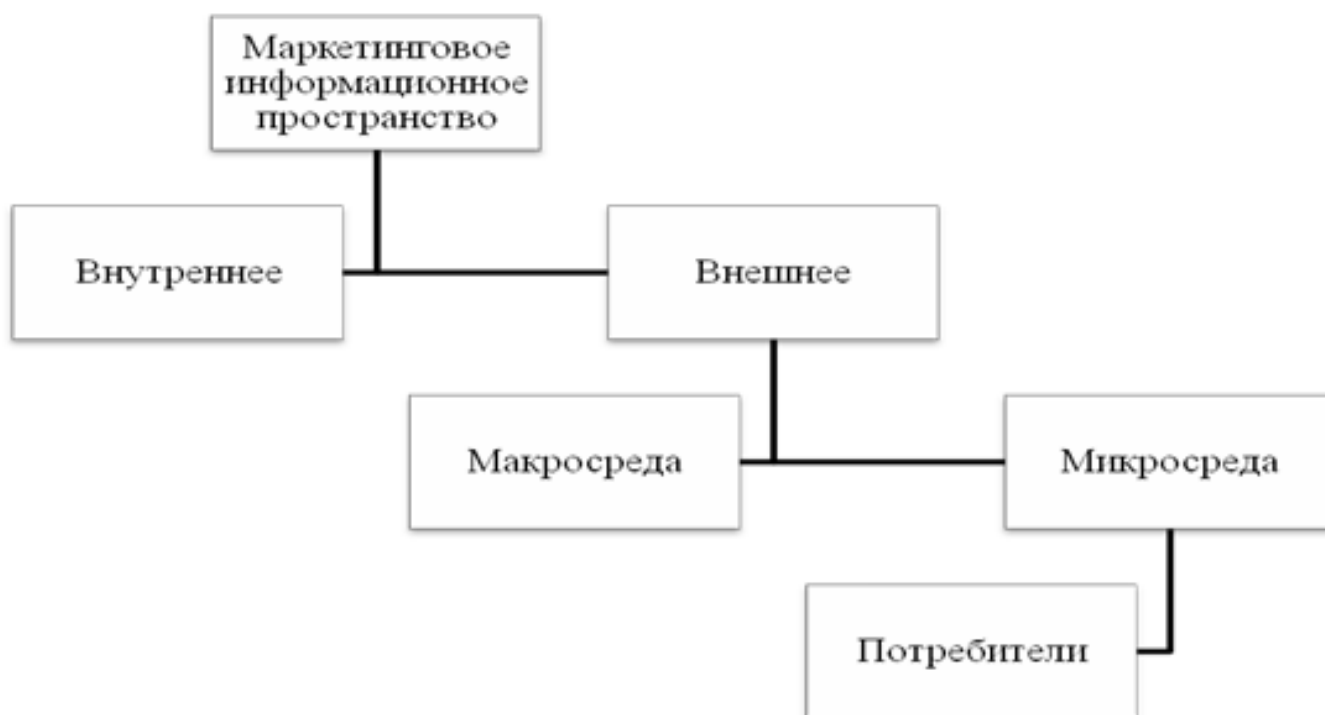 Маркетинговое
информационное
пространство
Внутреннее
Внешнее
Макросреда
Микросреда
Потребители